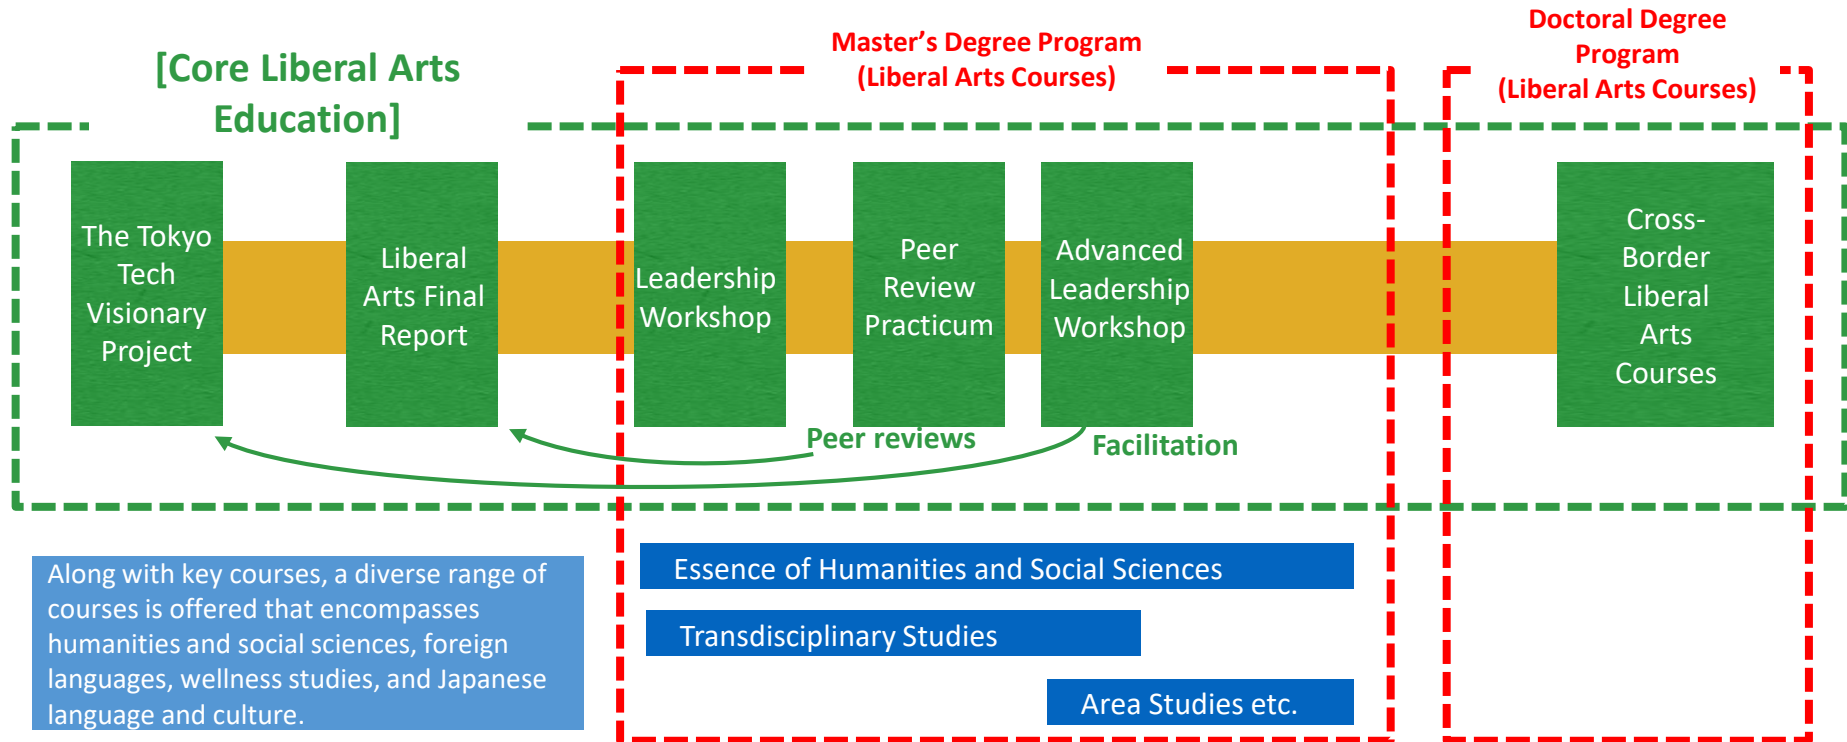 [Core Liberal Arts
Education]
Master’s Degree Program
(Liberal Arts Courses)
Doctoral Degree
Program
(Liberal Arts Courses)
The Tokyo
Tech
Visionary
Project
Liberal
Arts Final
Report
Leadership
Workshop
Peer
Review
Practicum
Advanced
Leadership
Workshop
Cross-
Border
Liberal
Arts
Courses
Peer reviews
Facilitation
Along with key courses, a diverse range of
courses is offered that encompasses
humanities and social sciences, foreign
languages, wellness studies, and Japanese
language and culture.
Essence of Humanities and Social Sciences
Transdisciplinary Studies
Area Studies etc.